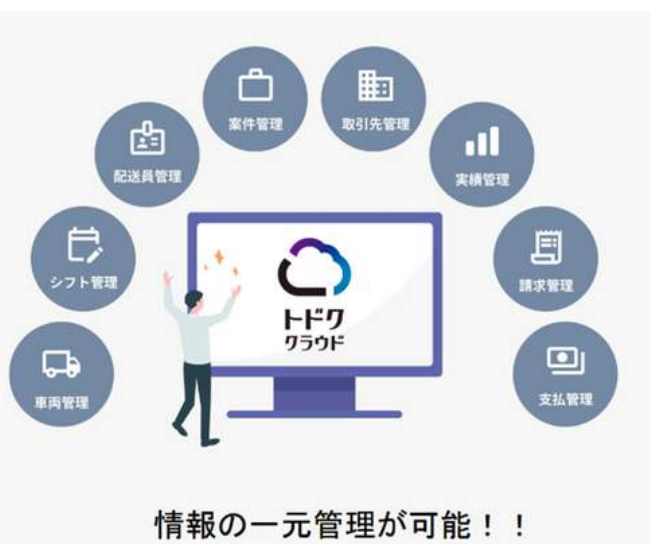 案件管理
取引先管理
配送員管理
実績管理
シフト管理
請求管理
車両管理
支払管理
トドク
クラウド
情報の一元管理が可能！！